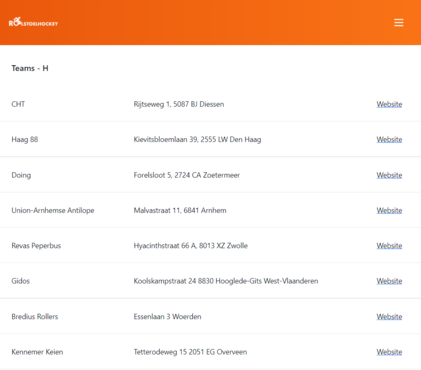 ROLSTOELHOCKEY
Teams - H
CHT Rijtseweg 1, 5087 BJ Diessen Website
Haag 88 Kievitsbloemlaan 39, 2555 LW Den Haag Website
Doing Forelsloot 5, 2724 CA Zoetermeer Website
Union-Arnhemse Antilope Malvastraat 11, 6841 Arnhem Website
Revas Peperbus Hyacinthstraat 66 A, 8013 XZ Zwolle Website
Gidos Koolskampstraat 24 8830 Hooglede-Gits West-Vlaanderen Website
Bredius Rollers Essenlaan 3 Woerden Website
Kennemer Keien Tetterodeweg 15 2051 EG Overveen Website